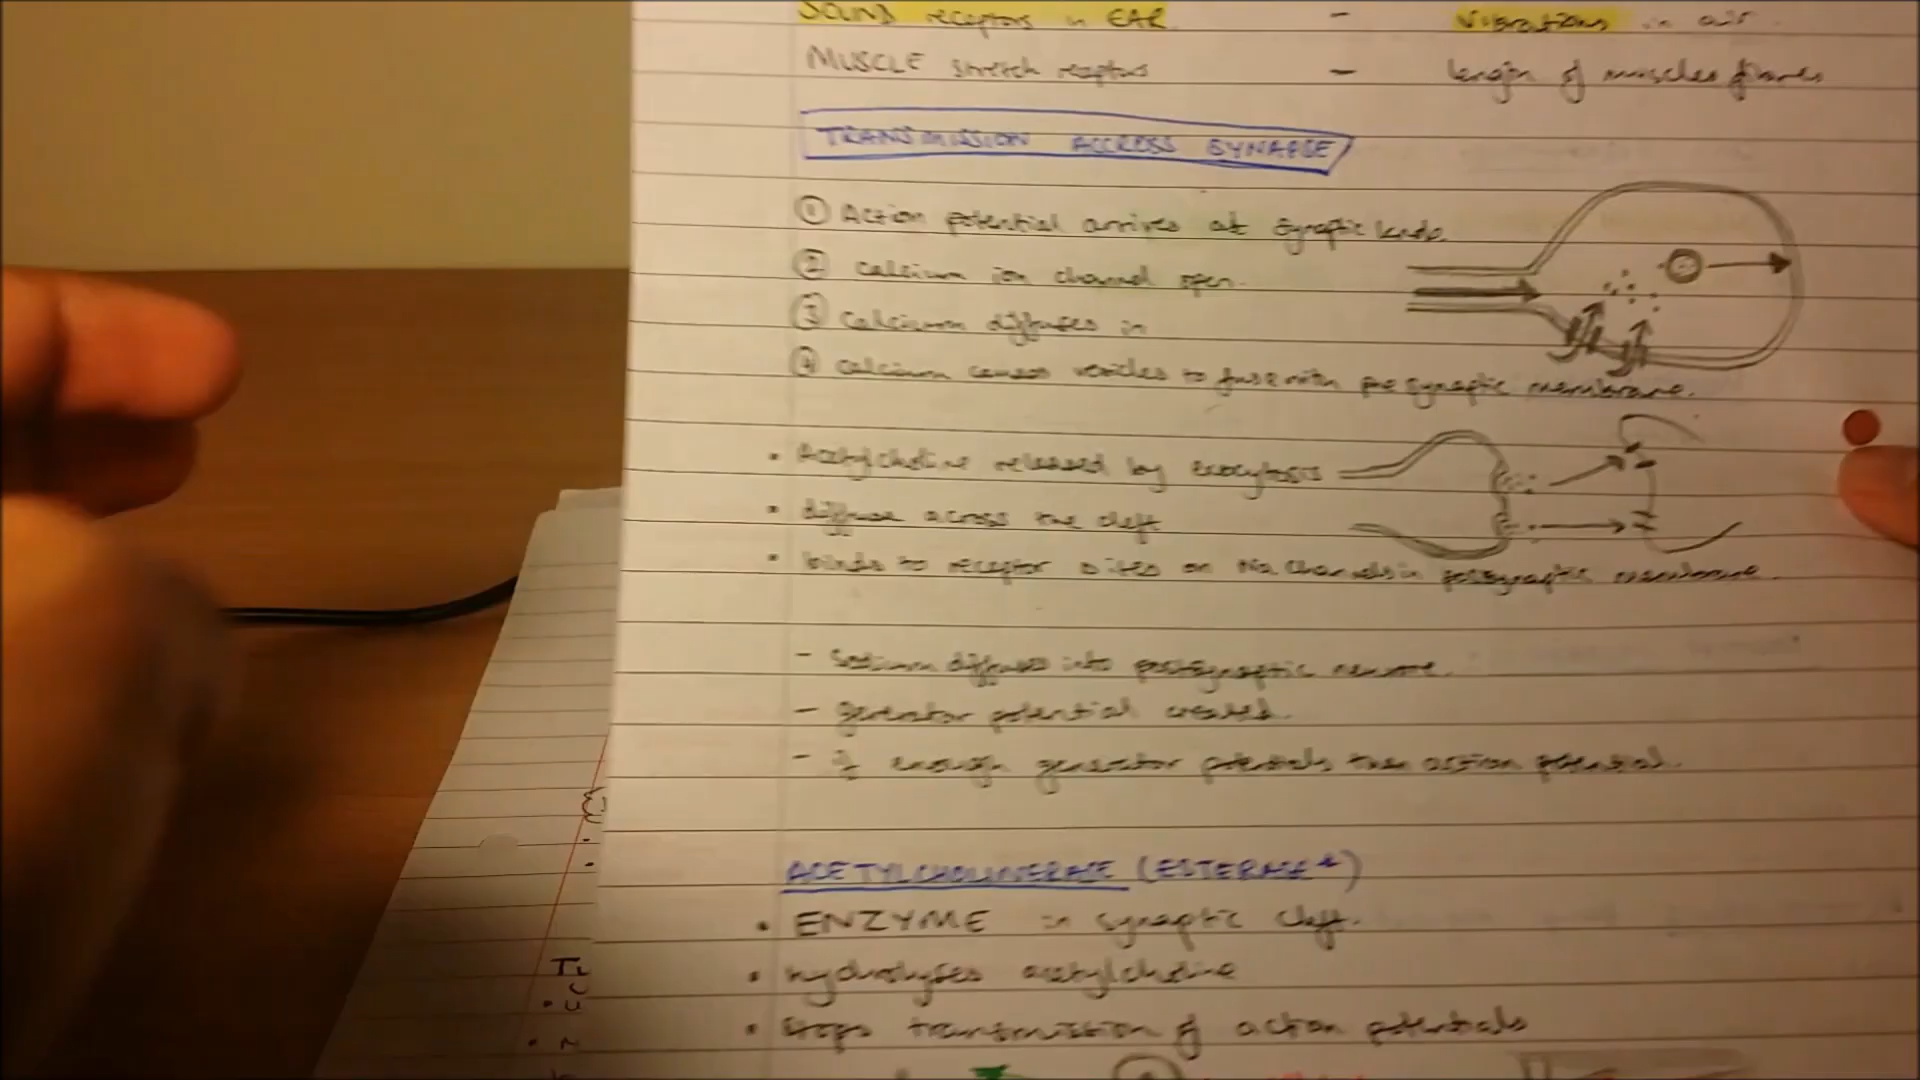 SOUND receptors in EAR - vibrations in air
MUSCLE stretch receptors - length of muscles fibres
TRANSMISSION ACCROSS SYNAPSE
① Action potential arrives at synaptic knob.
② calcium ion channel open.
③ calcium diffuses in
④ calcium causes vesicles to fuse with pre synaptic membrane.
• Acetylcholine released by exocytosis
• diffuse across the cleft
• binds to receptor sites on Na channels in postsynaptic membrane.
- Sodium diffuses into postsynaptic neurone.
- generator potential created.
- if enough generator potentials then action potential.
ACETYLCHOLINERASE (ESTERASE*)
• ENZYME in synaptic cleft.
• hydrolyses acetylcholine
• stops transmission of action potentials